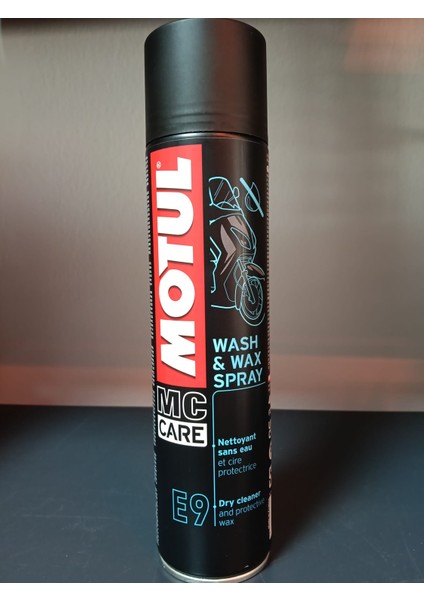 MOTUL®
MC
CARE
WASH
& WAX
SPRAY
Nettoyant
sans eau
et cire
protectrice
E9
Dry cleaner
and protective
wax